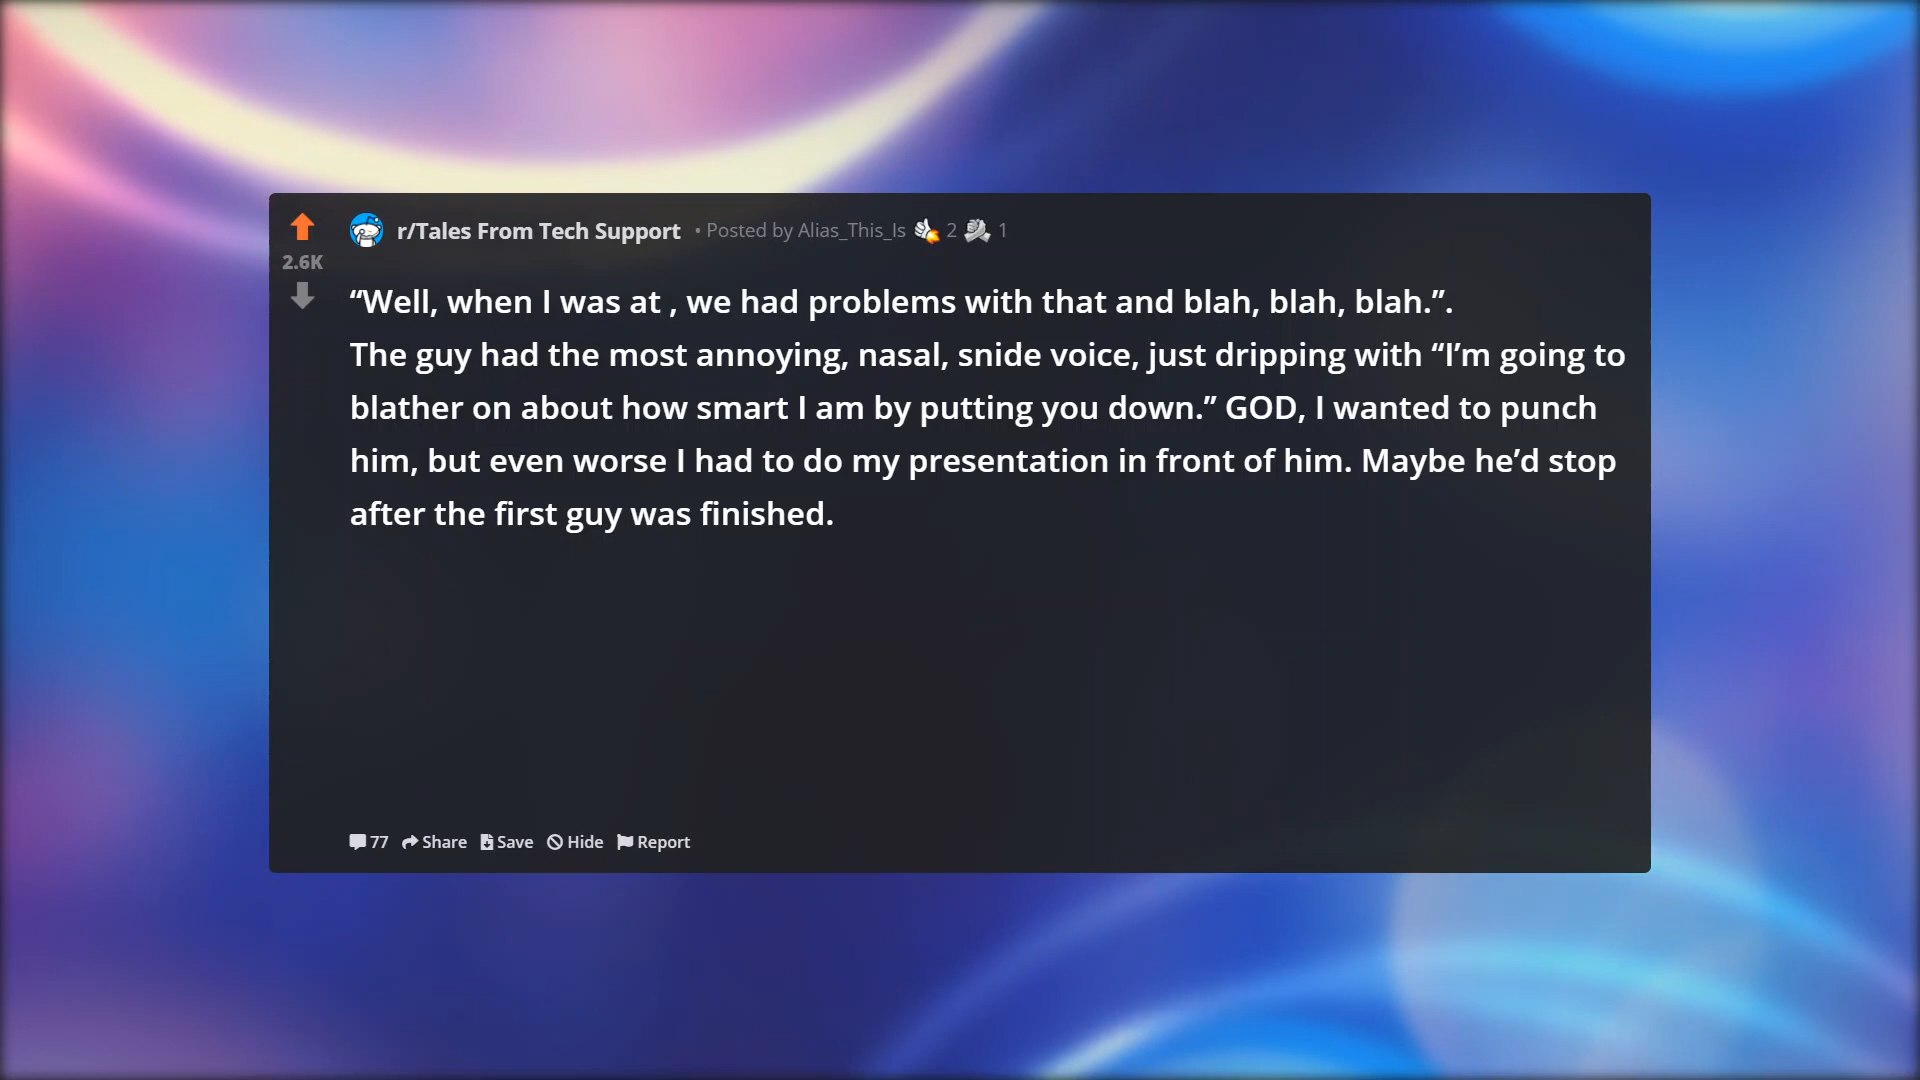 r/Tales From Tech Support • Posted by Alias_This_Is 2 1
2.6K
“Well, when I was at , we had problems with that and blah, blah, blah.”.
The guy had the most annoying, nasal, snide voice, just dripping with “I’m going to
blather on about how smart I am by putting you down.” GOD, I wanted to punch
him, but even worse I had to do my presentation in front of him. Maybe he’d stop
after the first guy was finished.
77 Share Save Hide Report